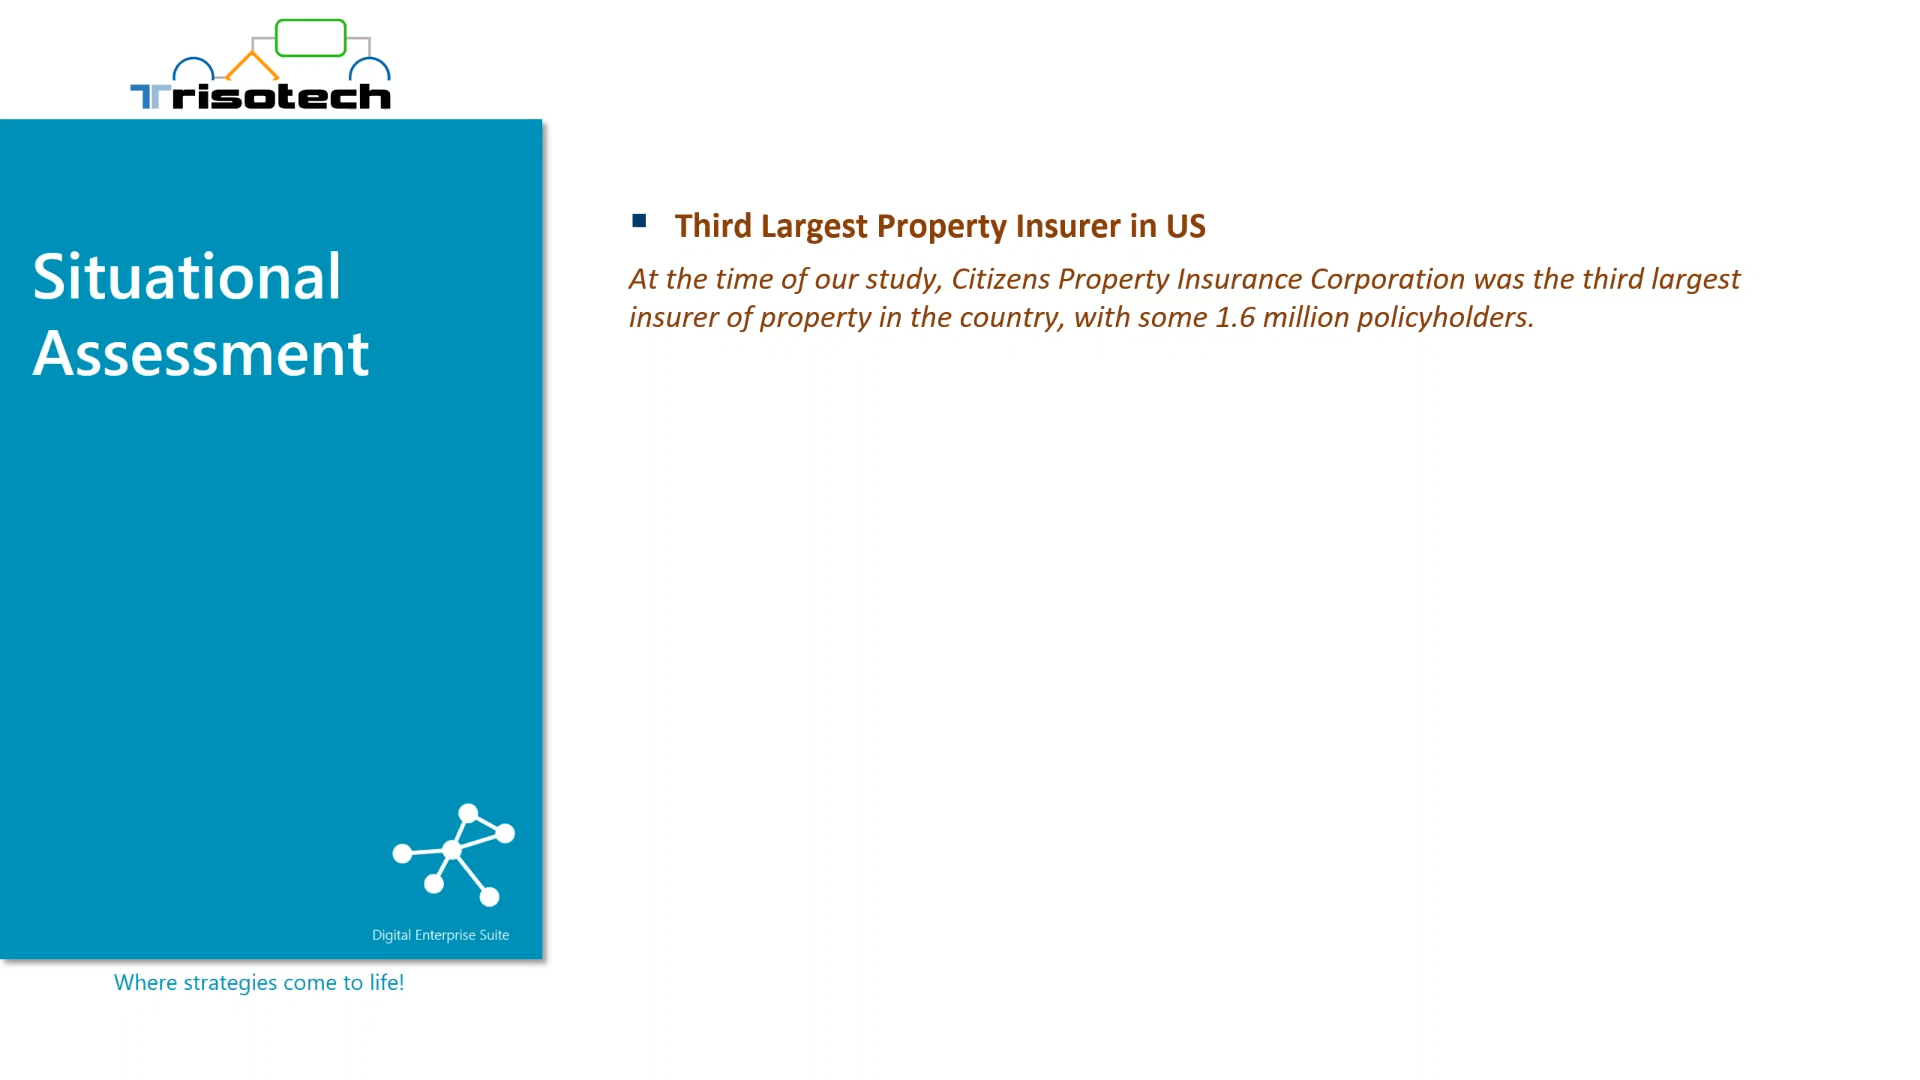 Trisotech
Situational
Assessment
Digital Enterprise Suite
Where strategies come to life!
Third Largest Property Insurer in US
At the time of our study, Citizens Property Insurance Corporation was the third largest
insurer of property in the country, with some 1.6 million policyholders.